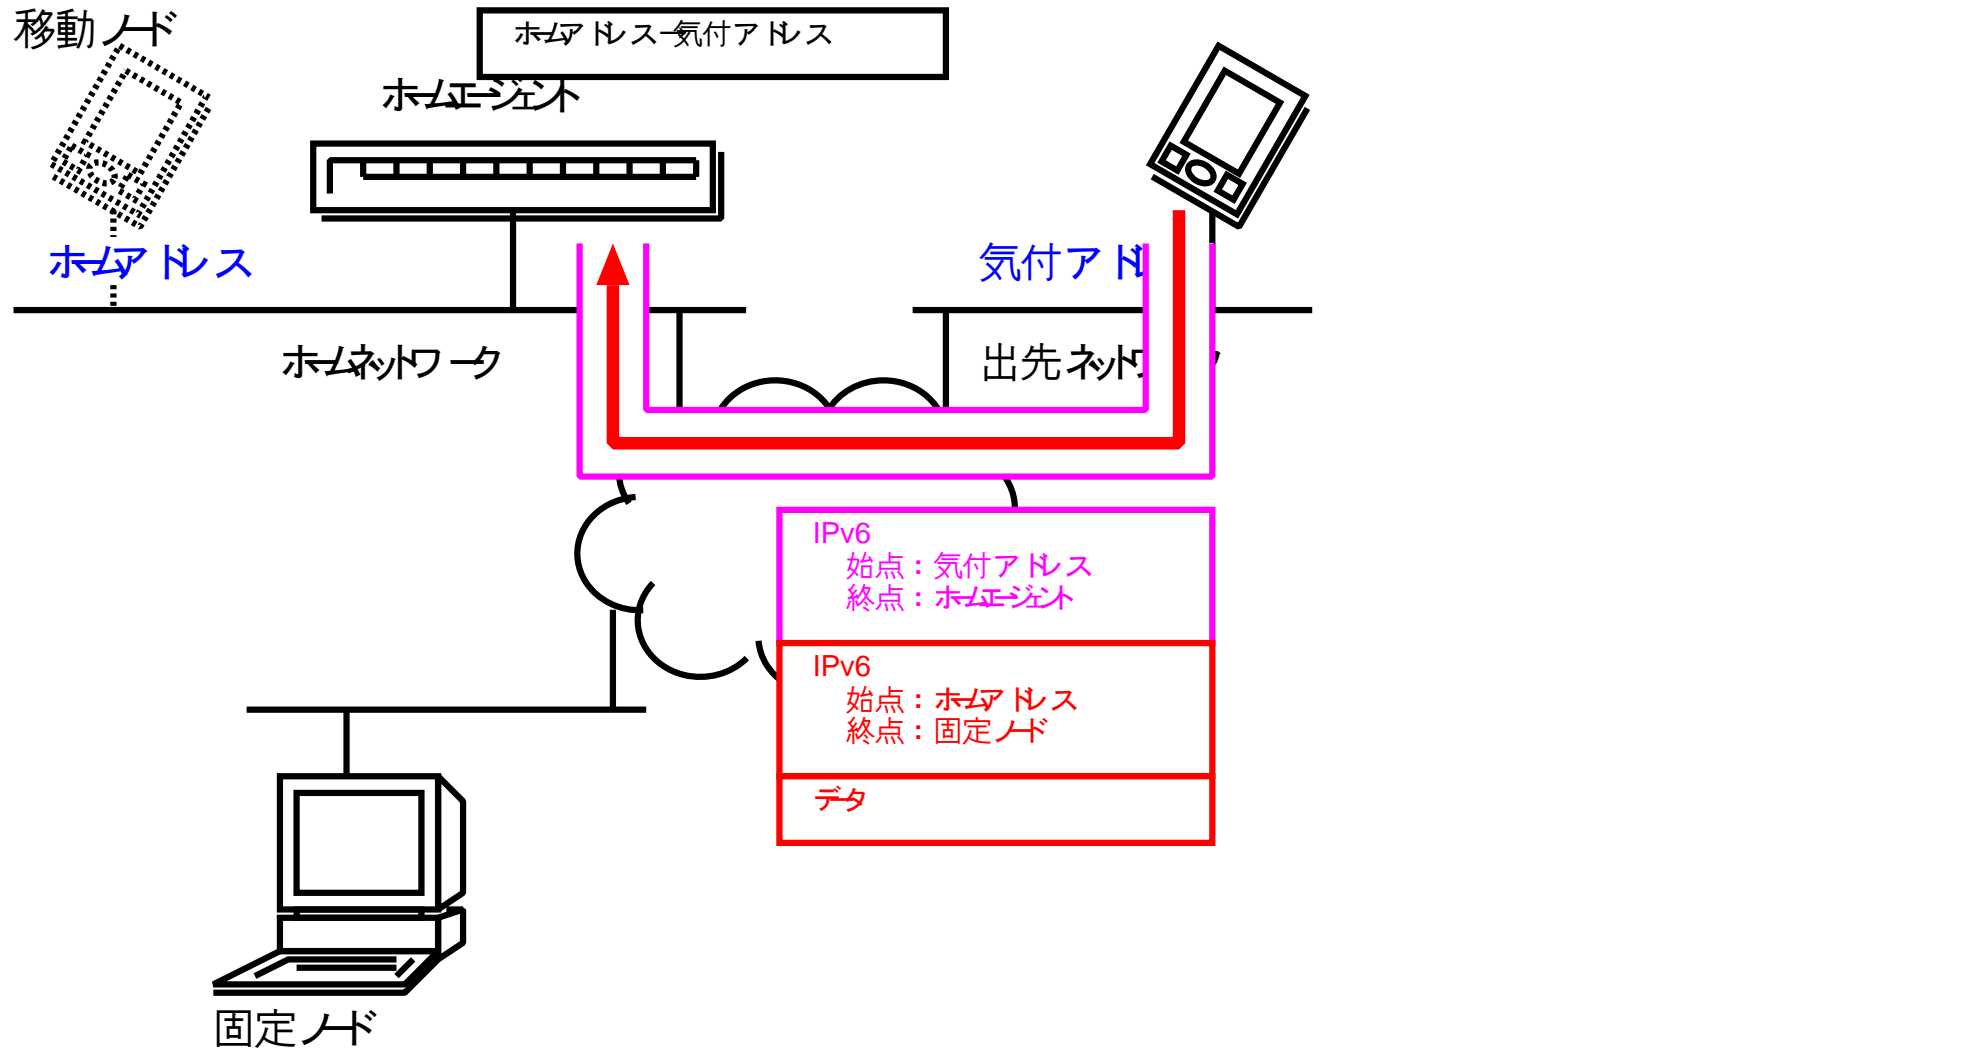 移動ノード
ホームアドレス→気付アドレス
ホームエージェント
ホームアドレス
気付アドレ
ホームネットワーク
出先ネットワーク
IPv6
始点：気付アドレス
終点：ホームエージェント
IPv6
始点：ホームアドレス
終点：固定ノード
データ
固定ノード